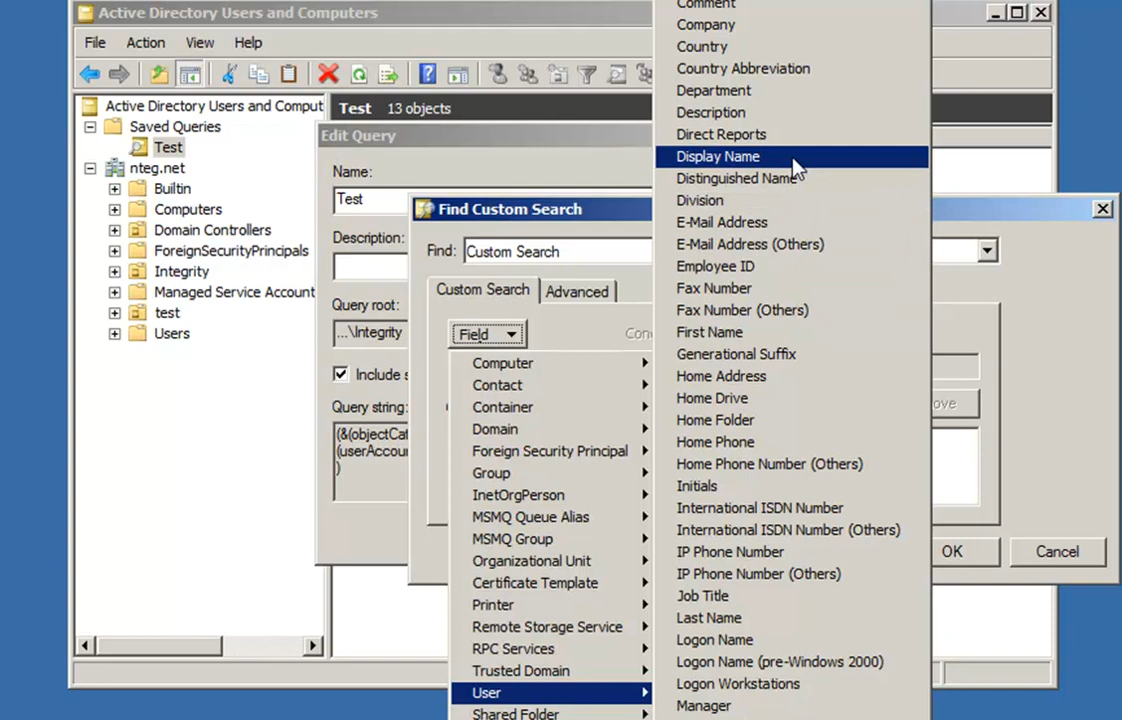 Active Directory Users and Computers
File Action View Help
Active Directory Users and Comput
Saved Queries
Test
nteg.net
Builtin
Computers
Domain Controllers
ForeignSecurityPrincipals
Integrity
Managed Service Account
test
Users
Test 13 objects
Edit Query
Name:
Test
Description:
Query root:
...\Integrity
Include s
Query string:
(&(objectCat
(userAccou
)
Find Custom Search
Find: Custom Search
Custom Search Advanced
Field
Con
ove
OK Cancel
Computer
Contact
Container
Domain
Foreign Security Principal
Group
InetOrgPerson
MSMQ Queue Alias
MSMQ Group
Organizational Unit
Certificate Template
Printer
Remote Storage Service
RPC Services
Trusted Domain
User
Shared Folder
Comment
Company
Country
Country Abbreviation
Department
Description
Direct Reports
Display Name
Distinguished Name
Division
E-Mail Address
E-Mail Address (Others)
Employee ID
Fax Number
Fax Number (Others)
First Name
Generational Suffix
Home Address
Home Drive
Home Folder
Home Phone
Home Phone Number (Others)
Initials
International ISDN Number
International ISDN Number (Others)
IP Phone Number
IP Phone Number (Others)
Job Title
Last Name
Logon Name
Logon Name (pre-Windows 2000)
Logon Workstations
Manager